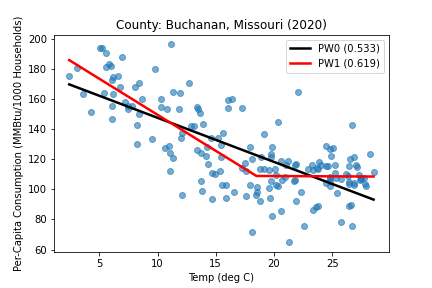 County: Buchanan, Missouri (2020)
PW0 (0.533)
PW1 (0.619)
Per-Capita Consumption (MMBtu/1000 Households)
200
180
160
140
120
100
80
60
5 10 15 20 25
Temp (deg C)